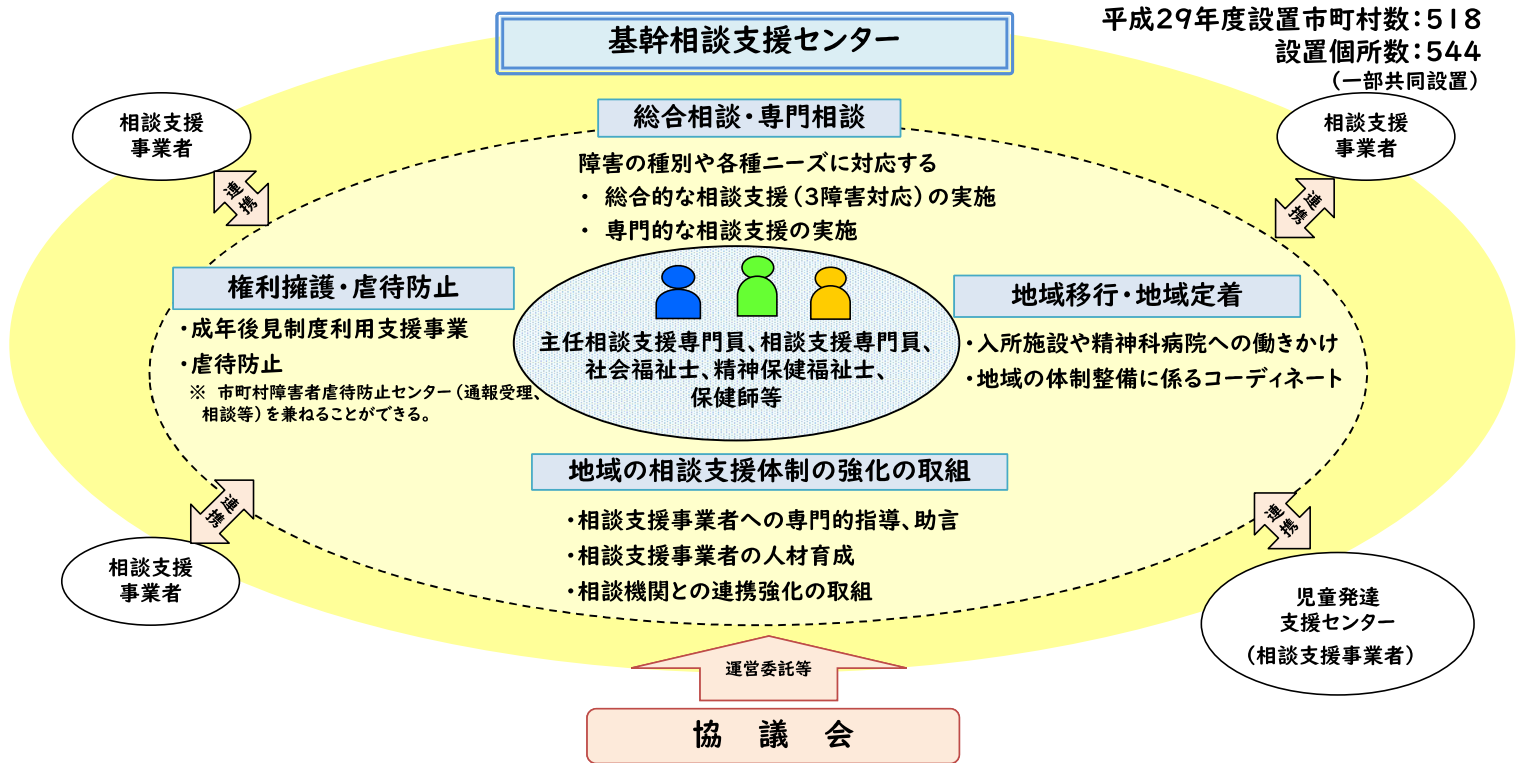 基幹相談支援センター
平成29年度設置市町村数:518
設置個所数:544
(一部共同設置)
相談支援
事業者
連携
相談支援
事業者
連携
総合相談・専門相談
障害の種別や各種ニーズに対応する
・ 総合的な相談支援(3障害対応)の実施
・ 専門的な相談支援の実施
権利擁護・虐待防止
・成年後見制度利用支援事業
・虐待防止
※ 市町村障害者虐待防止センター(通報受理、
相談等)を兼ねることができる。
主任相談支援専門員、相談支援専門員、
社会福祉士、精神保健福祉士、
保健師等
地域移行・地域定着
・入所施設や精神科病院への働きかけ
・地域の体制整備に係るコーディネート
地域の相談支援体制の強化の取組
・相談支援事業者への専門的指導、助言
・相談支援事業者の人材育成
・相談機関との連携強化の取組
連携
相談支援
事業者
連携
児童発達
支援センター
(相談支援事業者)
運営委託等
協 議 会